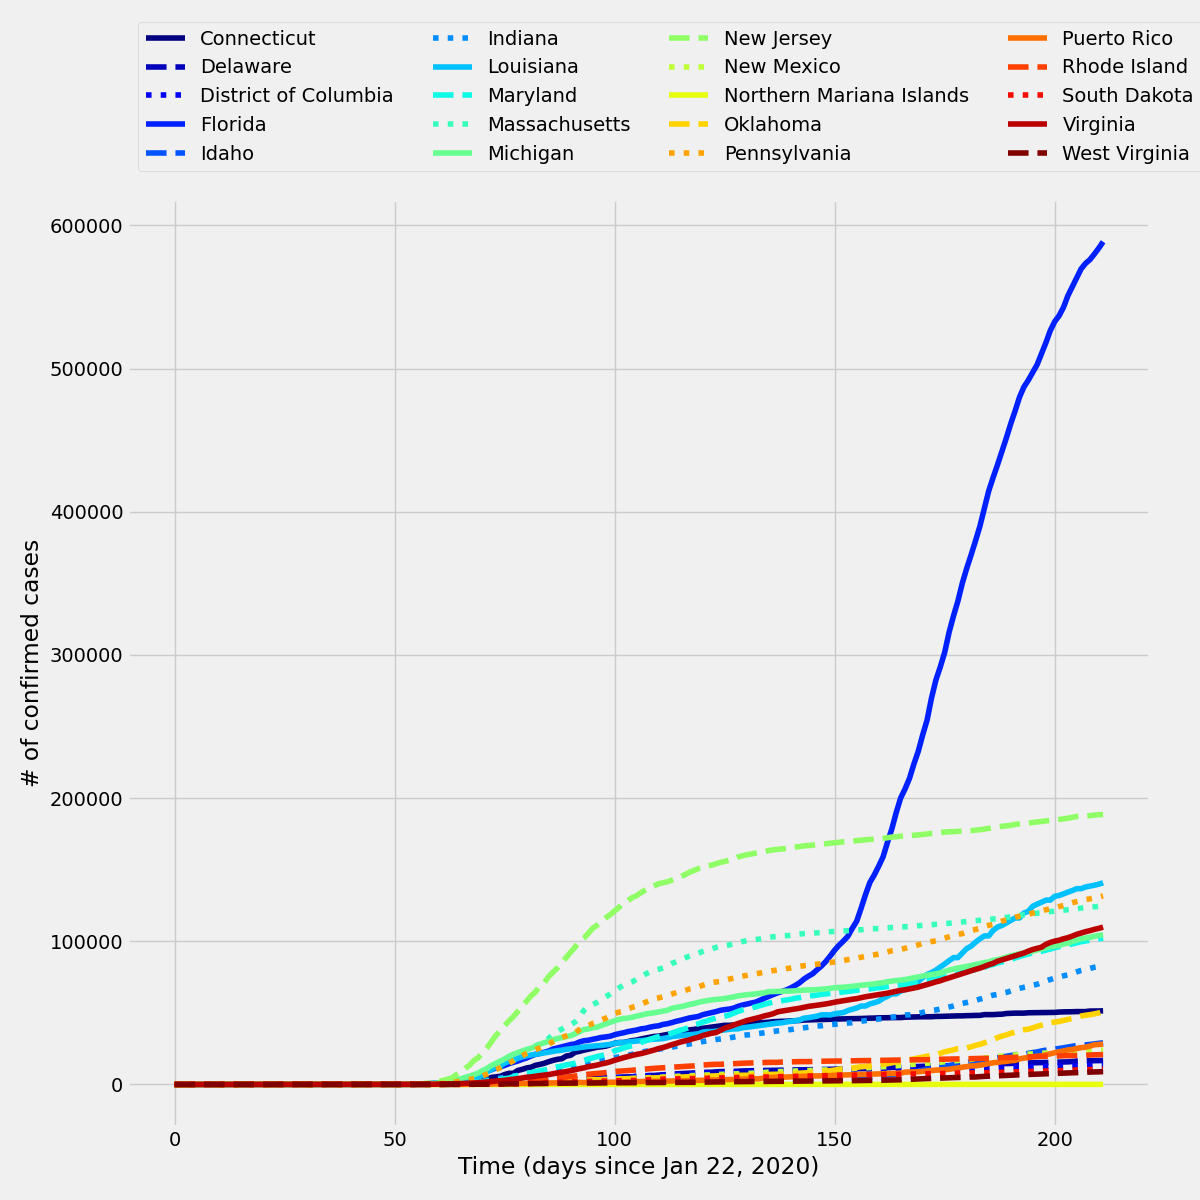 Connecticut
Delaware
District of Columbia
Florida
Idaho
Indiana
Louisiana
Maryland
Massachusetts
Michigan
New Jersey
New Mexico
Northern Mariana Islands
Oklahoma
Pennsylvania
Puerto Rico
Rhode Island
South Dakota
Virginia
West Virginia
600000
500000
400000
300000
200000
100000
0
# of confirmed cases
0 50 100 150 200
Time (days since Jan 22, 2020)